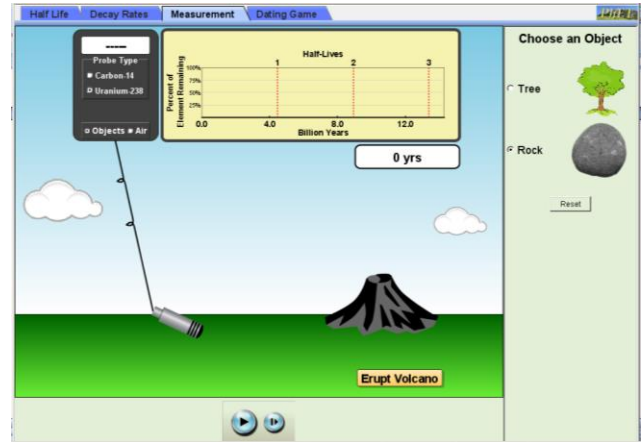 Half Life Decay Rates Measurement Dating Game
-----
Probe Type
Carbon-14
Uranium-238
Objects Air
Half-Lives
1 2 3
Percent of
Element Remaining
100%
75%
50%
25%
0.0 4.0 8.0 12.0
Billion Years
0 yrs
Choose an Object
Tree
Rock
Reset
Erupt Volcano